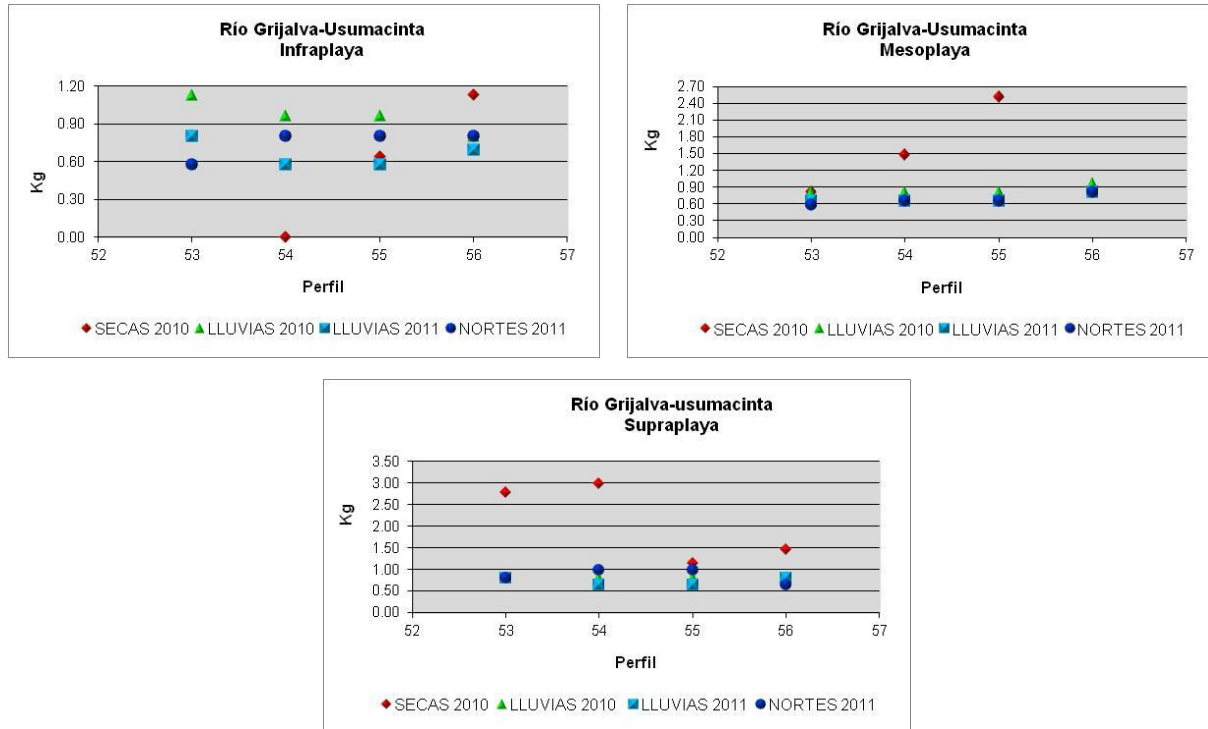 Río Grijalva-Usumacinta
Infraplaya
1.20
0.90
0.60
0.30
0.00
Kg
52 53 54 55 56 57
Perfil
SECAS 2010 LLUVIAS 2010 LLUVIAS 2011 NORTES 2011
Río Grijalva-Usumacinta
Mesoplaya
2.70
2.40
2.10
1.80
1.50
1.20
0.90
0.60
0.30
0.00
Kg
52 53 54 55 56 57
Perfil
SECAS 2010 LLUVIAS 2010 LLUVIAS 2011 NORTES 2011
Río Grijalva-usumacinta
Supraplaya
3.50
3.00
2.50
2.00
1.50
1.00
0.50
0.00
Kg
52 53 54 55 56 57
Perfil
SECAS 2010 LLUVIAS 2010 LLUVIAS 2011 NORTES 2011